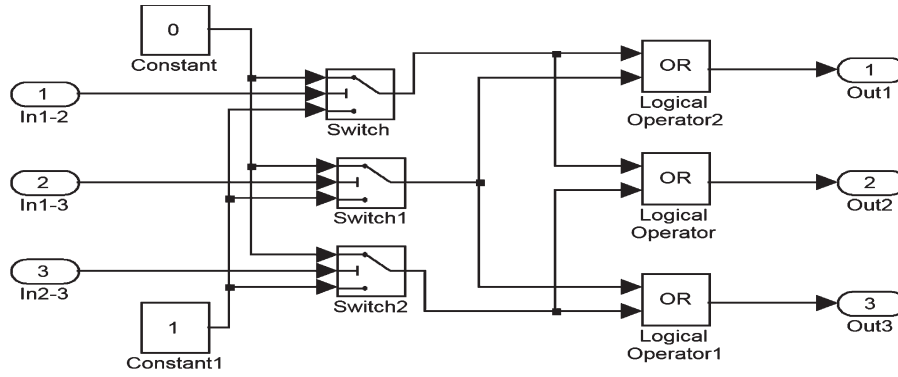 0
Constant
1
In1-2
Switch
OR
Logical
Operator2
1
Out1
2
In1-3
Switch1
OR
Logical
Operator
2
Out2
3
In2-3
Switch2
OR
Logical
Operator1
3
Out3
1
Constant1